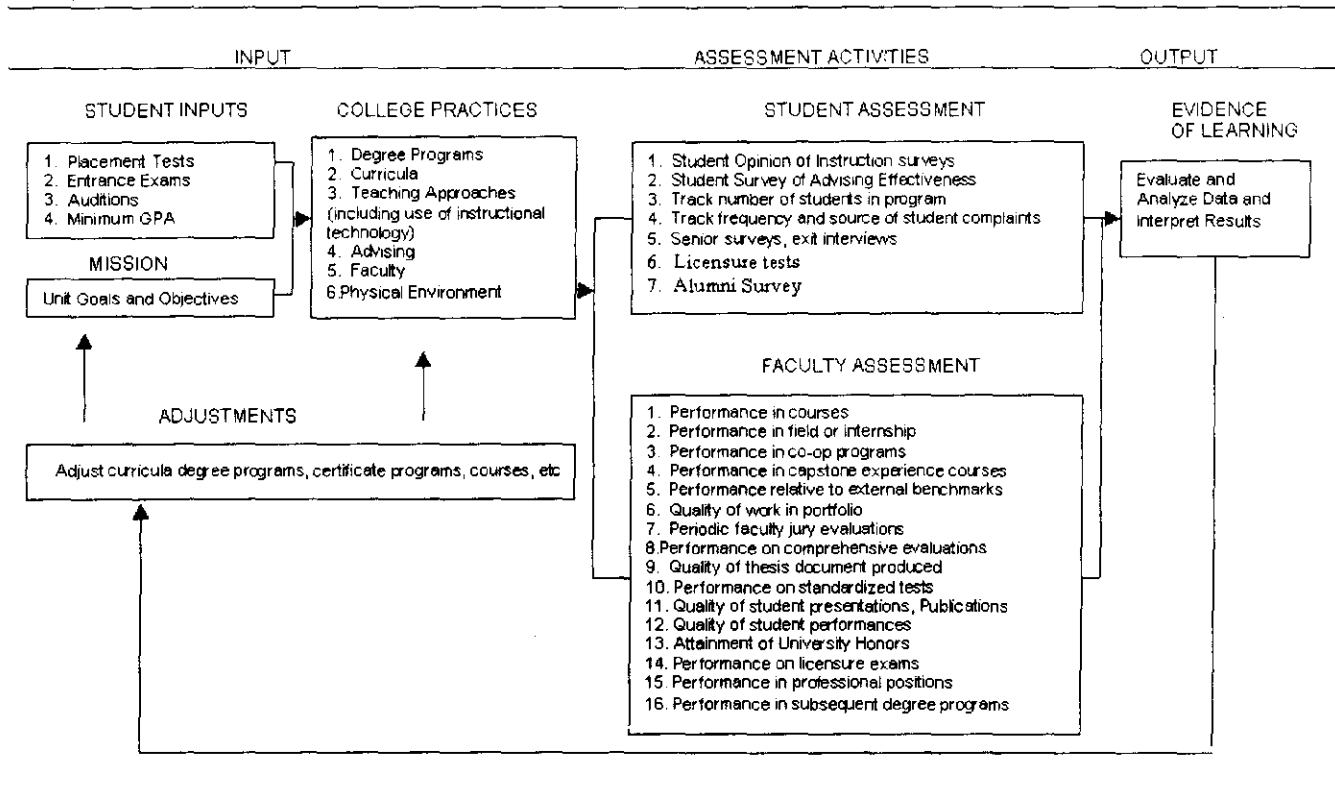 INPUT
ASSESSMENT ACTIVITIES
OUTPUT
STUDENT INPUTS
1. Placement Tests
2. Entrance Exams
3. Auditions
4. Minimum GPA
MISSION
Unit Goals and Objectives
COLLEGE PRACTICES
1. Degree Programs
2. Curricula
3. Teaching Approaches
(including use of instructional
technology)
4. Advising
5. Faculty
6.Physical Environment
ADJUSTMENTS
Adjust curricula degree programs, certificate programs, courses, etc
STUDENT ASSESSMENT
1. Student Opinion of Instruction surveys
2. Student Survey of Advising Effectiveness
3. Track number of students in program
4. Track frequency and source of student complaints
5. Senior surveys, exit interviews
6. Licensure tests
7. Alumni Survey
FACULTY ASSESSMENT
1. Performance in courses
2. Performance in field or internship
3. Performance in co-op programs
4. Performance in capstone experience courses
5. Performance relative to external benchmarks
6. Quality of work in portfolio
7. Periodic faculty jury evaluations
8.Performance on comprehensive evaluations
9. Quality of thesis document produced
10. Performance on standardized tests
11. Quality of student presentations, Publications
12. Quality of student performances
13. Attainment of University Honors
14. Performance on licensure exams
15. Performance in professional positions
16. Performance in subsequent degree programs
EVIDENCE
OF LEARNING
Evaluate and
Analyze Data and
Interpret Results